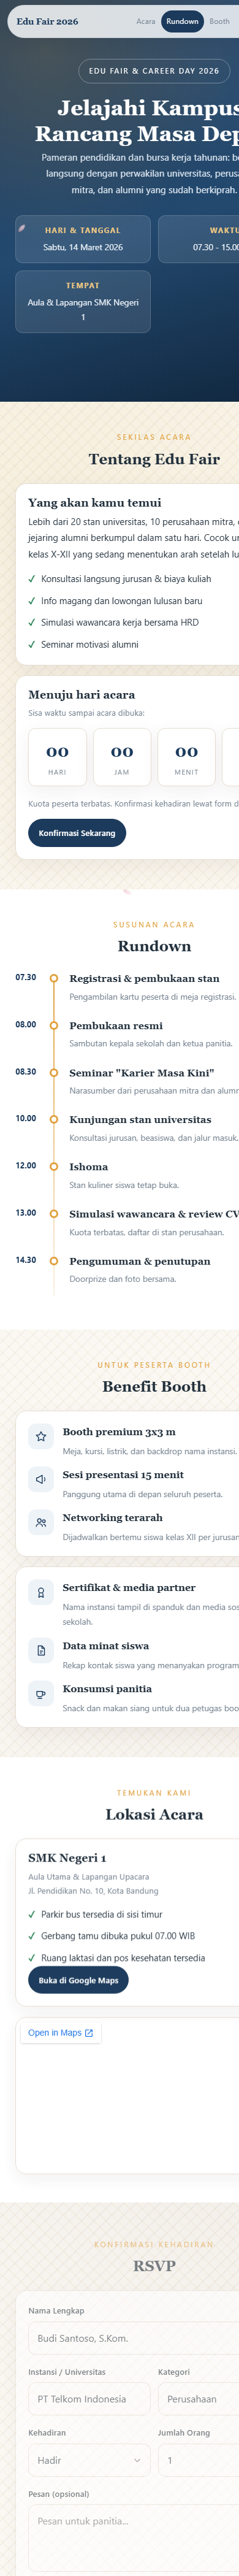 Edu Fair 2026
Acara Rundown Booth
EDU FAIR & CAREER DAY 2026
Jelajahi Kampus
Rancang Masa Dep
Pameran pendidikan dan bursa kerja tahunan: be
langsung dengan perwakilan universitas, perusa
mitra, dan alumni yang sudah berkiprah.
HARI & TANGGAL
Sabtu, 14 Maret 2026
WAKTU
07.30 - 15.00
TEMPAT
Aula & Lapangan SMK Negeri
1
SEKILAS ACARA
Tentang Edu Fair
Yang akan kamu temui
Lebih dari 20 stan universitas, 10 perusahaan mitra, d
jejaring alumni berkumpul dalam satu hari. Cocok un
kelas X-XII yang sedang menentukan arah setelah lu
Konsultasi langsung jurusan & biaya kuliah
Info magang dan lowongan lulusan baru
Simulasi wawancara kerja bersama HRD
Seminar motivasi alumni
Menuju hari acara
Sisa waktu sampai acara dibuka:
00 00 00
HARI JAM MENIT
Kuota peserta terbatas. Konfirmasi kehadiran lewat form d
Konfirmasi Sekarang
SUSUNAN ACARA
Rundown
07.30 Registrasi & pembukaan stan
Pengambilan kartu peserta di meja registrasi.
08.00 Pembukaan resmi
Sambutan kepala sekolah dan ketua panitia.
08.30 Seminar "Karier Masa Kini"
Narasumber dari perusahaan mitra dan alumn
10.00 Kunjungan stan universitas
Konsultasi jurusan, beasiswa, dan jalur masuk.
12.00 Ishoma
Stan kuliner siswa tetap buka.
13.00 Simulasi wawancara & review CV
Kuota terbatas, daftar di stan perusahaan.
14.30 Pengumuman & penutupan
Doorprize dan foto bersama.
UNTUK PESERTA BOOTH
Benefit Booth
Booth premium 3x3 m
Meja, kursi, listrik, dan backdrop nama instansi.
Sesi presentasi 15 menit
Panggung utama di depan seluruh peserta.
Networking terarah
Dijadwalkan bertemu siswa kelas XII per jurusan
Sertifikat & media partner
Nama instansi tampil di spanduk dan media sos
sekolah.
Data minat siswa
Rekap kontak siswa yang menanyakan program
Konsumsi panitia
Snack dan makan siang untuk dua petugas boo
TEMUKAN KAMI
Lokasi Acara
SMK Negeri 1
Aula Utama & Lapangan Upacara
Jl. Pendidikan No. 10, Kota Bandung
Parkir bus tersedia di sisi timur
Gerbang tamu dibuka pukul 07.00 WIB
Ruang laktasi dan pos kesehatan tersedia
Buka di Google Maps
Open in Maps
KONFIRMASI KEHADIRAN
RSVP
Nama Lengkap
Budi Santoso, S.Kom.
Instansi / Universitas Kategori
PT Telkom Indonesia Perusahaan
Kehadiran Jumlah Orang
Hadir 1
Pesan (opsional)
Pesan untuk panitia...